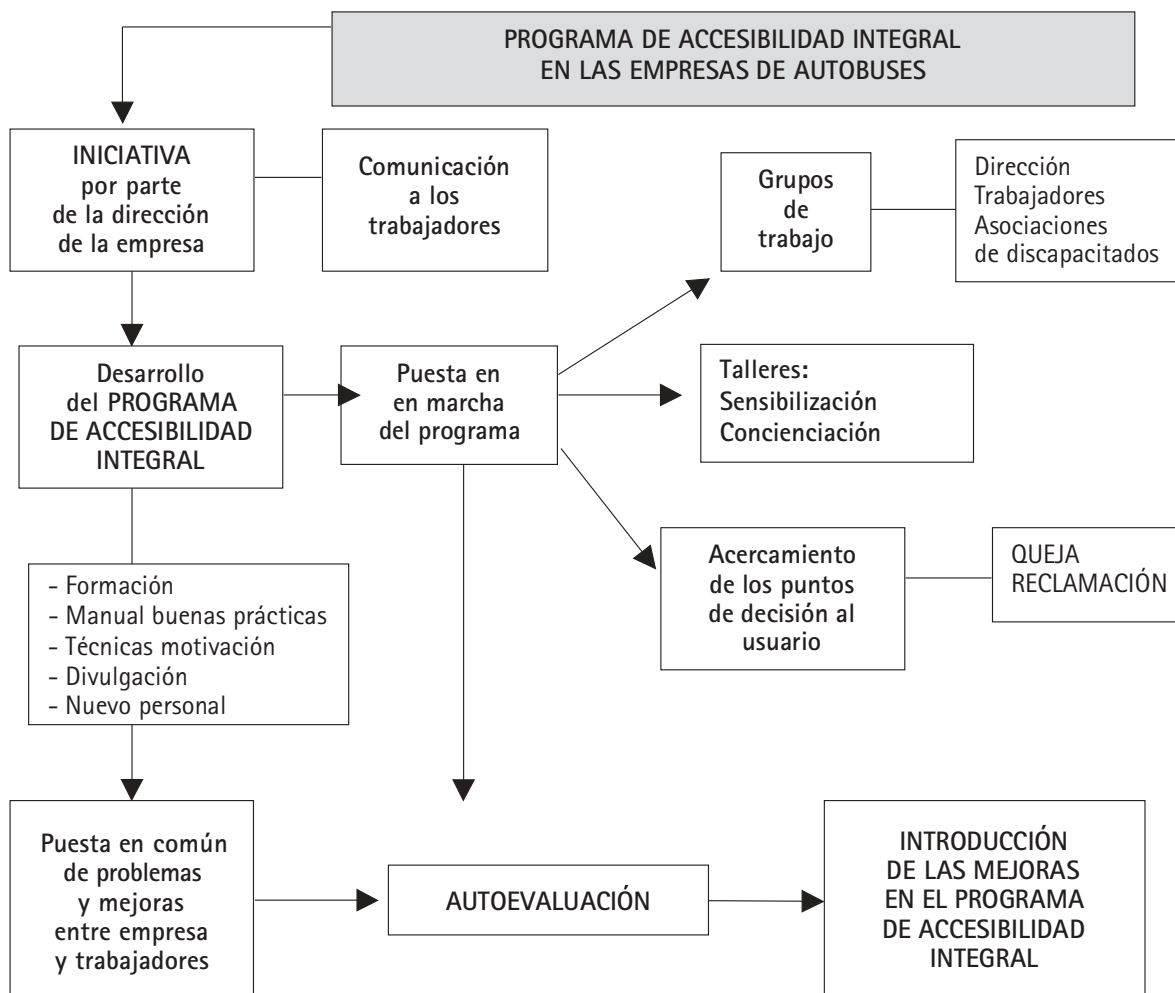 PROGRAMA DE ACCESIBILIDAD INTEGRAL
EN LAS EMPRESAS DE AUTOBUSES
INICIATIVA
por parte
de la dirección
de la empresa
Comunicación
a los
trabajadores
Grupos
de
trabajo
Dirección
Trabajadores
Asociaciones
de discapacitados
Desarrollo
del PROGRAMA
DE ACCESIBILIDAD
INTEGRAL
Puesta en
en marcha
del programa
Talleres:
Sensibilización
Concienciación
Acercamiento
de los puntos
de decisión al
usuario
QUEJA
RECLAMACIÓN
- Formación
- Manual buenas prácticas
- Técnicas motivación
- Divulgación
- Nuevo personal
Puesta en común
de problemas
y mejoras
entre empresa
y trabajadores
AUTOEVALUACIÓN
INTRODUCCIÓN
DE LAS MEJORAS
EN EL PROGRAMA
DE ACCESIBILIDAD
INTEGRAL